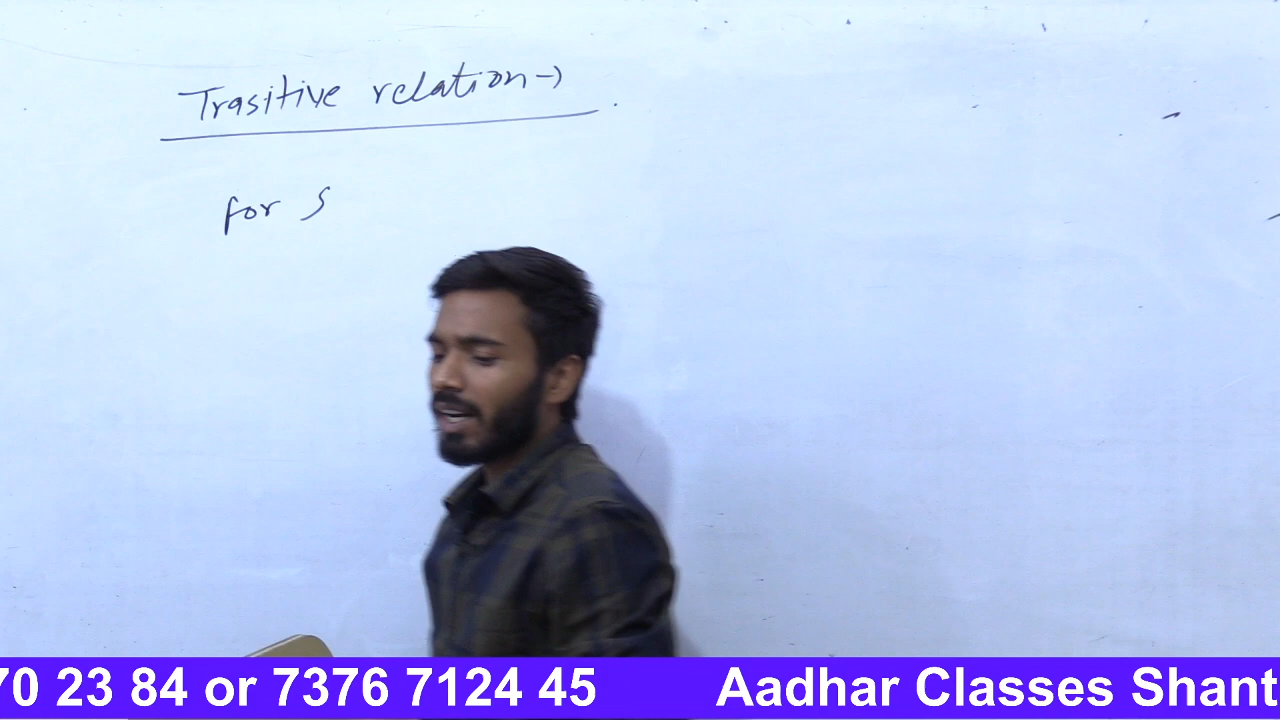 Trasitive relation →
for S
70 23 84 or 7376 7124 45 Aadhar Classes Shant